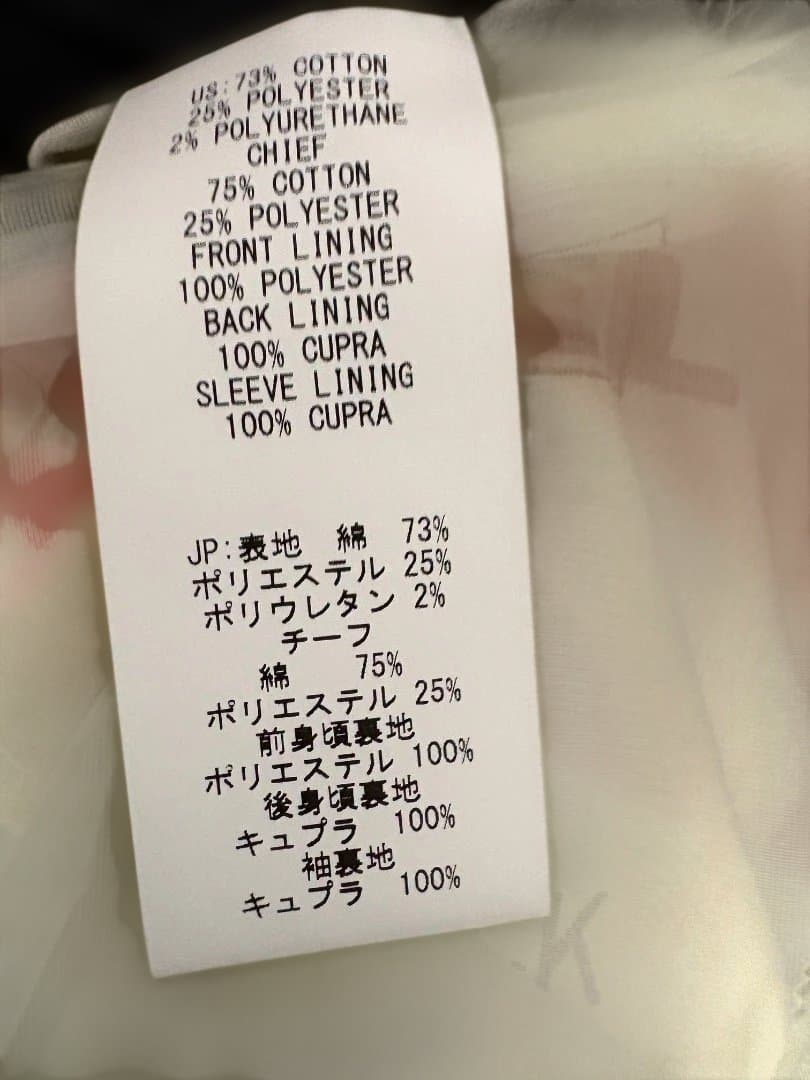 US:73% COTTON
25% POLYESTER
2% POLYURETHANE
CHIEF
75% COTTON
25% POLYESTER
FRONT LINING
100% POLYESTER
BACK LINING
100% CUPRA
SLEEVE LINING
100% CUPRA
JP:表地 綿 73%
ポリエステル 25%
ポリウレタン 2%
チーフ
綿 75%
ポリエステル 25%
前身頃裏地
ポリエステル 100%
後身頃裏地
キュプラ 100%
袖裏地
キュプラ 100%
K